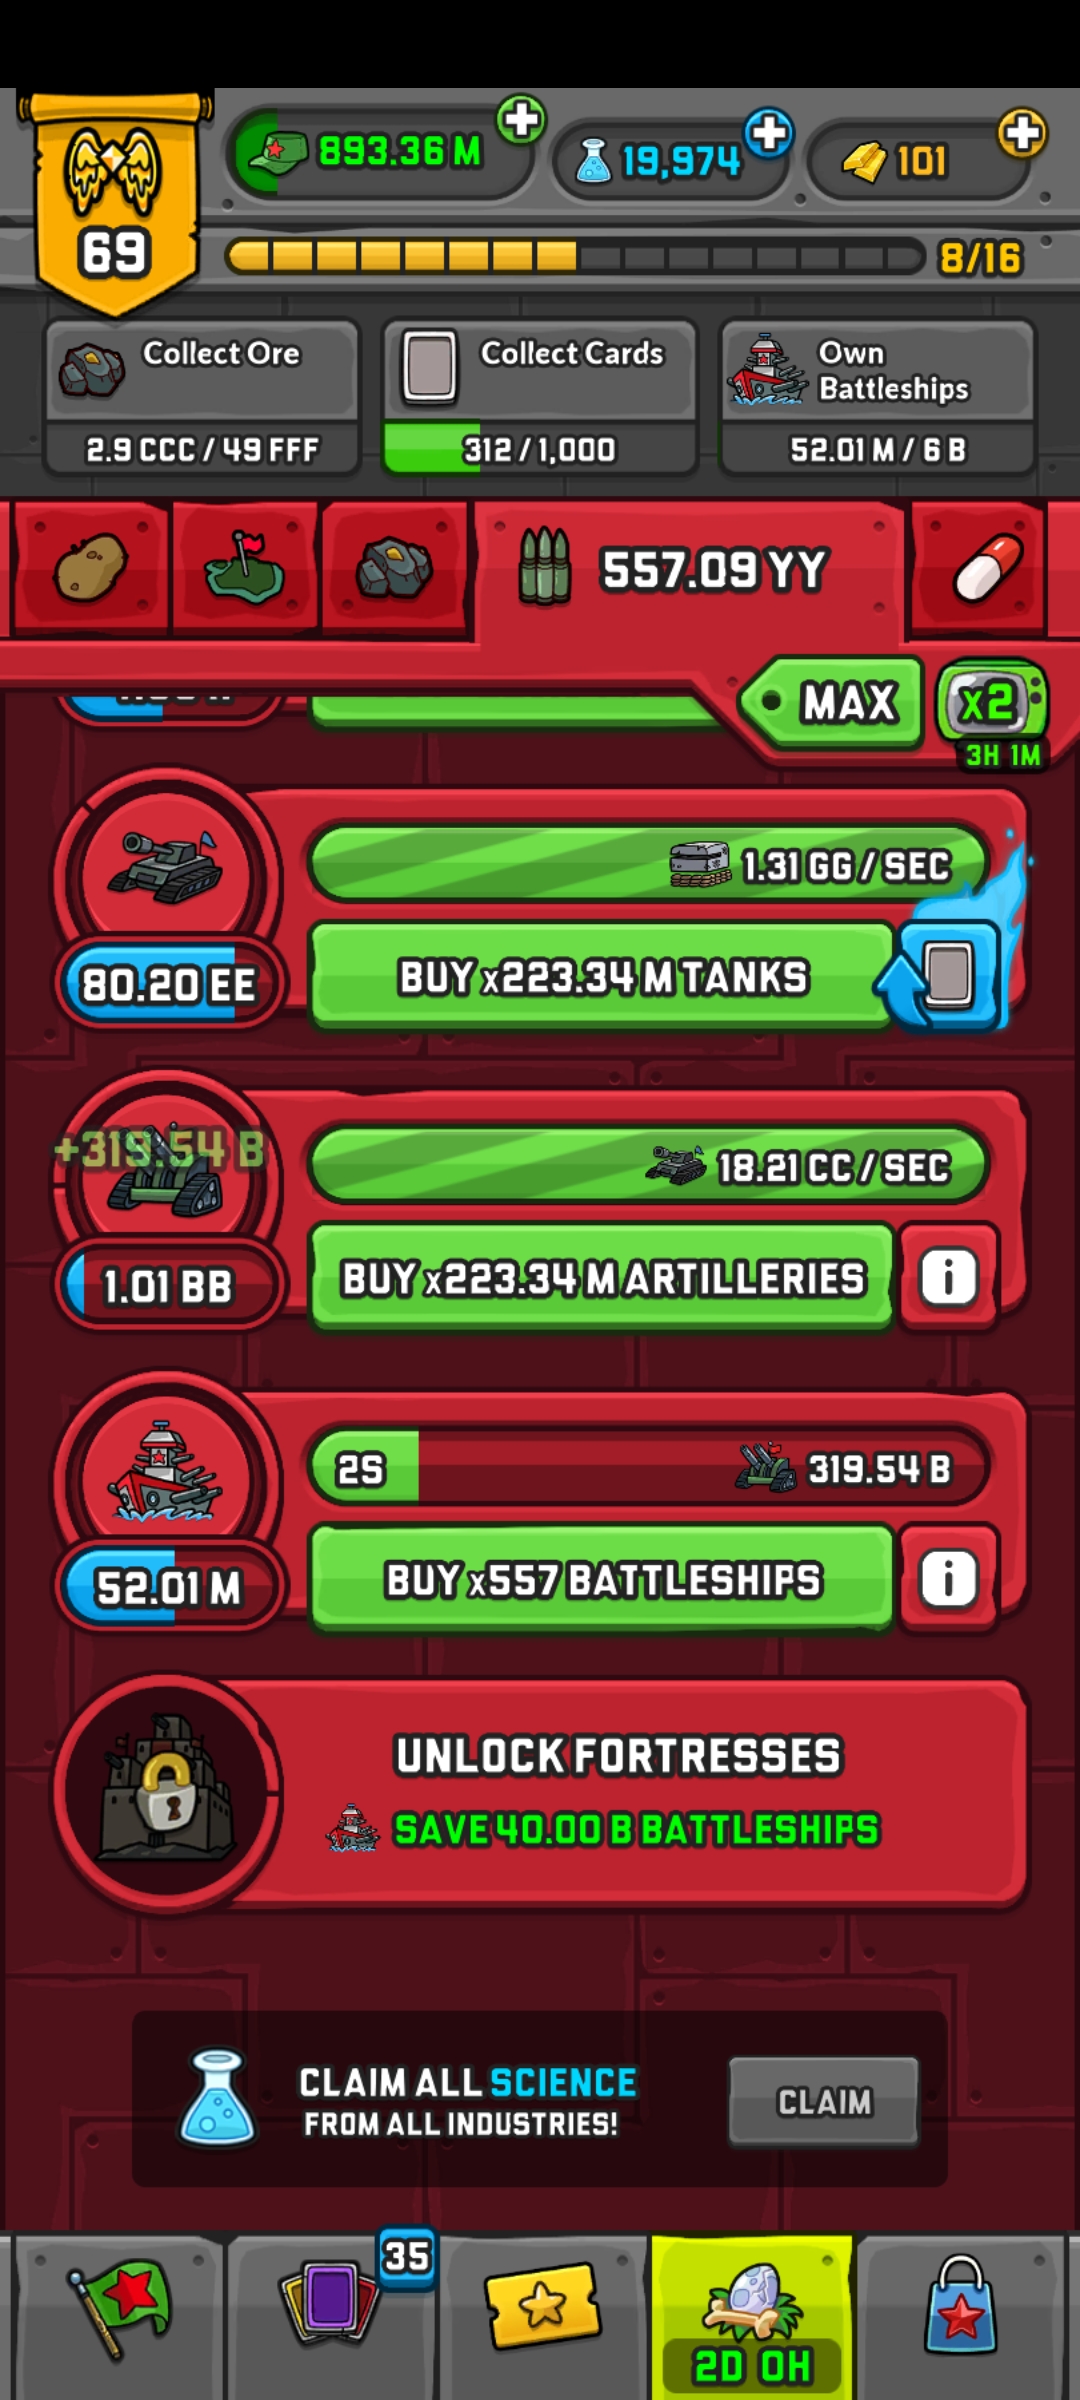 893.36 M
19,974
101
69
8/16
Collect Ore
2.9 CCC / 49 FFF
Collect Cards
312 / 1,000
Own
Battleships
52.01 M / 6 B
557.09 YY
MAX
x2
3H 1M
1.31 GG / SEC
80.20 EE
BUY x223.34 M TANKS
+319.54 B
18.21 CC / SEC
1.01 BB
BUY x223.34 M ARTILLERIES
i
2S
319.54 B
52.01 M
BUY x557 BATTLESHIPS
i
UNLOCK FORTRESSES
SAVE 40.00 B BATTLESHIPS
CLAIM ALL SCIENCE
FROM ALL INDUSTRIES!
CLAIM
35
2D 0H